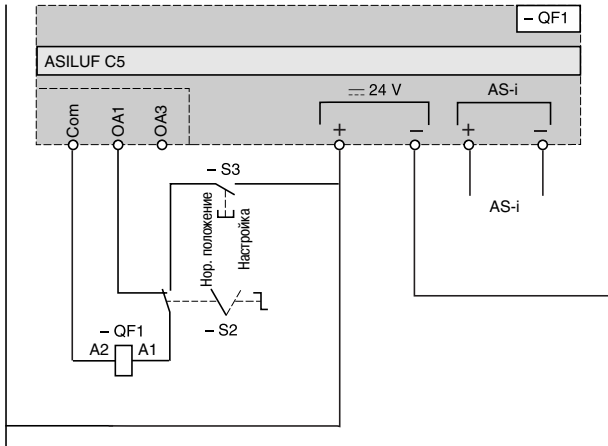 – QF1
ASILUF C5
24 V
AS-i
Com
OA1
OA3
+
–
+
–
– S3
AS-i
Нор. положение
Настройка
– S2
– QF1
A2
A1